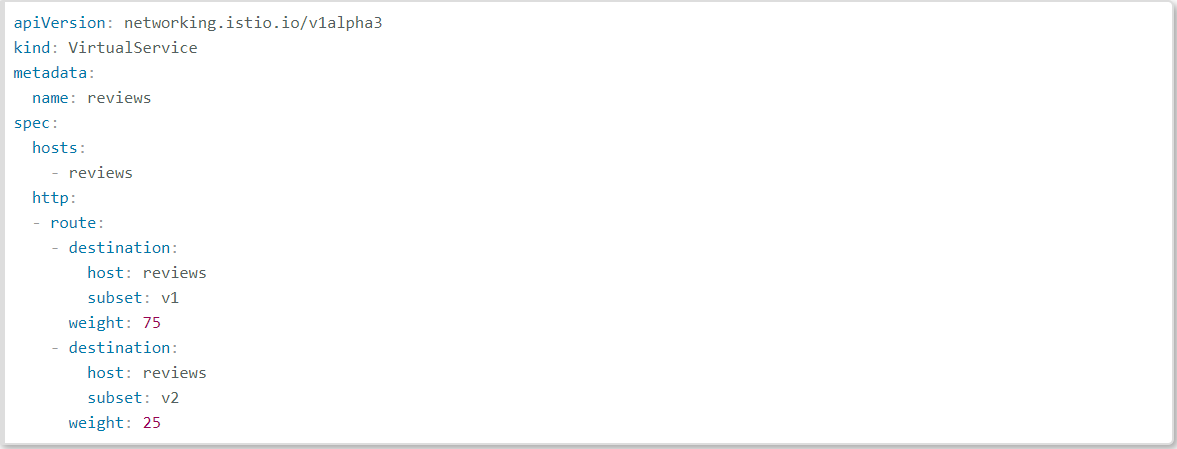 apiVersion: networking.istio.io/v1alpha3
kind: VirtualService
metadata:
  name: reviews
spec:
  hosts:
    - reviews
  http:
  - route:
    - destination:
        host: reviews
        subset: v1
      weight: 75
    - destination:
        host: reviews
        subset: v2
      weight: 25